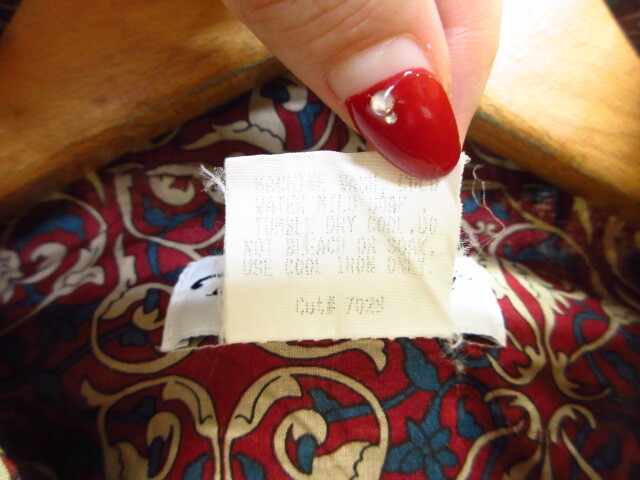 MACHINE WASH, COLD
WATER MILD SOAP.
TUMBLE DRY COOL, DO
NOT BLEACH OR SOAK.
USE COOL IRON ONLY.
Cut# 7029